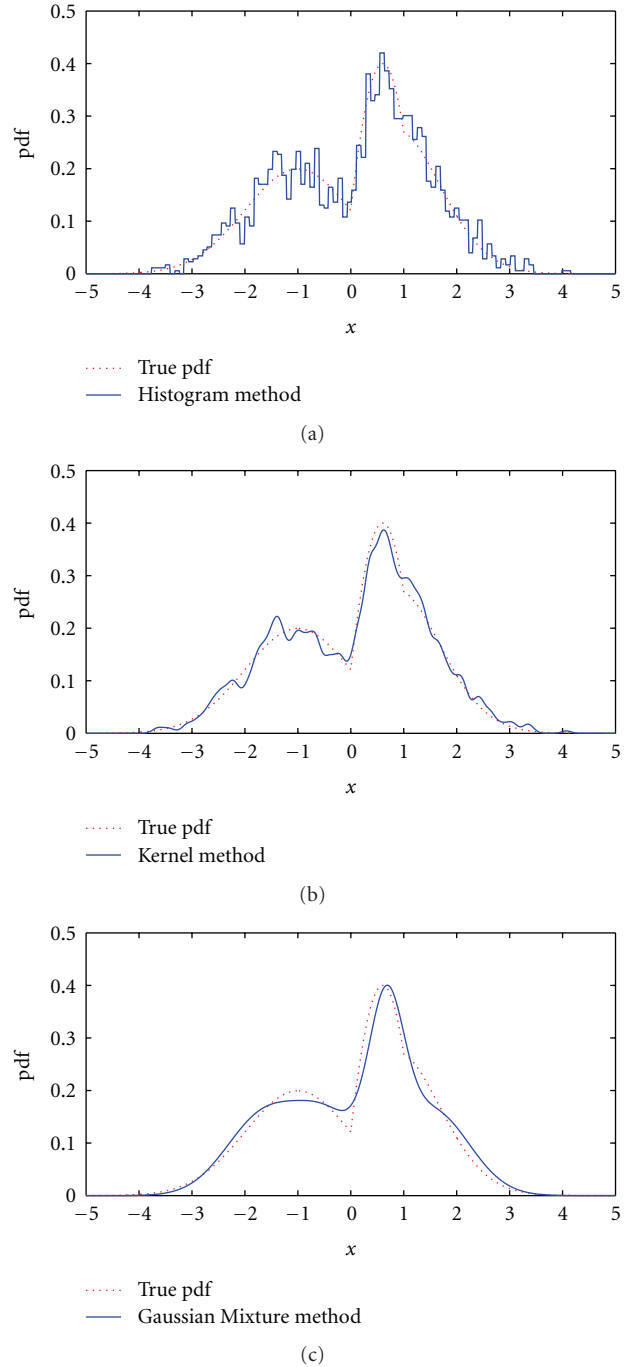 0.5
0.4
0.3
0.2
0.1
0
pdf
−5 −4 −3 −2 −1 0 1 2 3 4 5
x
True pdf
Histogram method
(a)
0.5
0.4
0.3
0.2
0.1
0
pdf
−5 −4 −3 −2 −1 0 1 2 3 4 5
x
True pdf
Kernel method
(b)
0.5
0.4
0.3
0.2
0.1
0
pdf
−5 −4 −3 −2 −1 0 1 2 3 4 5
x
True pdf
Gaussian Mixture method
(c)